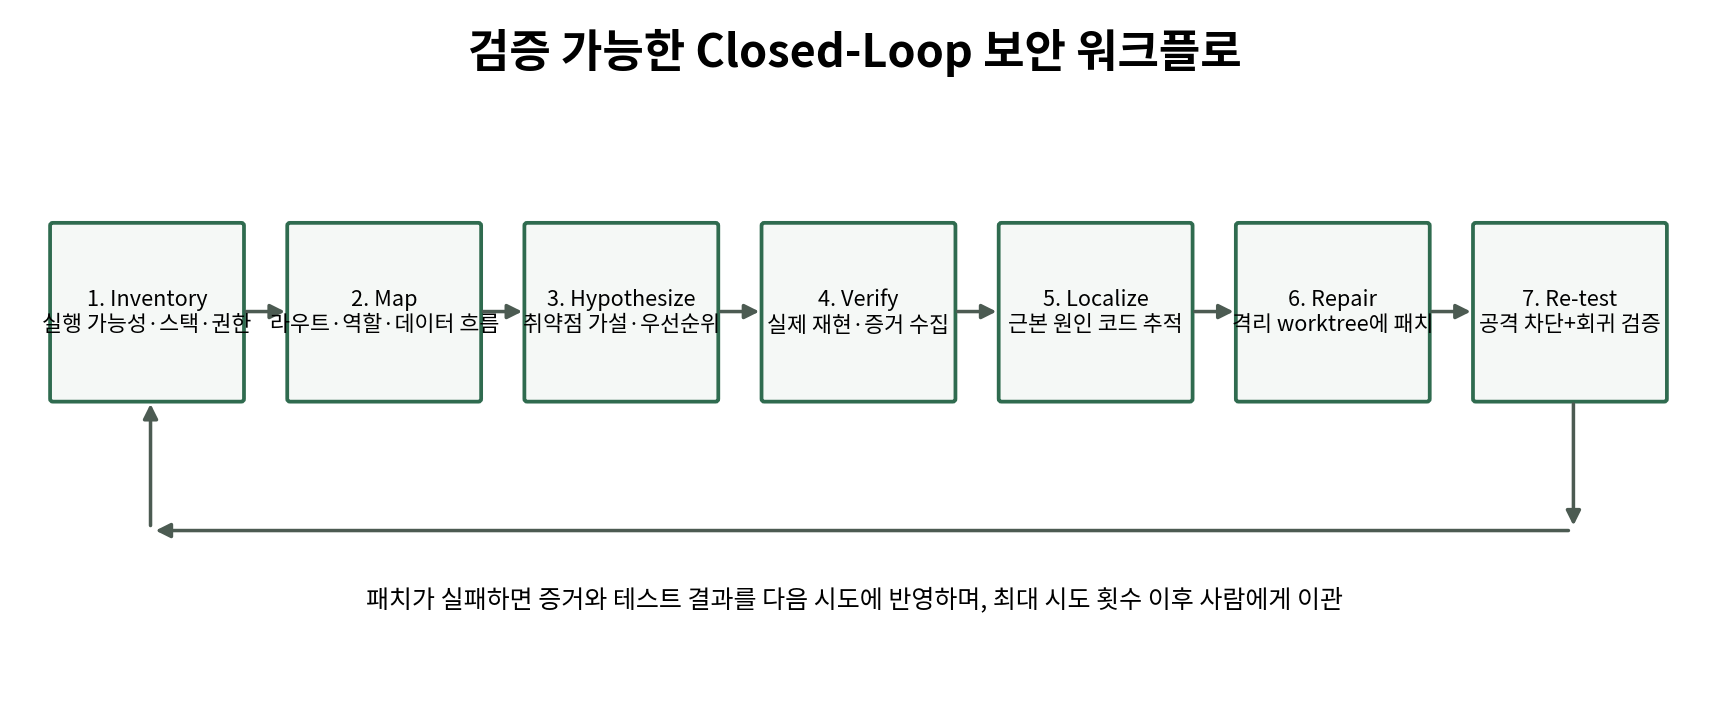 검증 가능한 Closed-Loop 보안 워크플로
1. Inventory
실행 가능성·스택·권한
2. Map
라우트·역할·데이터 흐름
3. Hypothesize
취약점 가설·우선순위
4. Verify
실제 재현·증거 수집
5. Localize
근본 원인 코드 추적
6. Repair
격리 worktree에 패치
7. Re-test
공격 차단+회귀 검증
패치가 실패하면 증거와 테스트 결과를 다음 시도에 반영하며, 최대 시도 횟수 이후 사람에게 이관